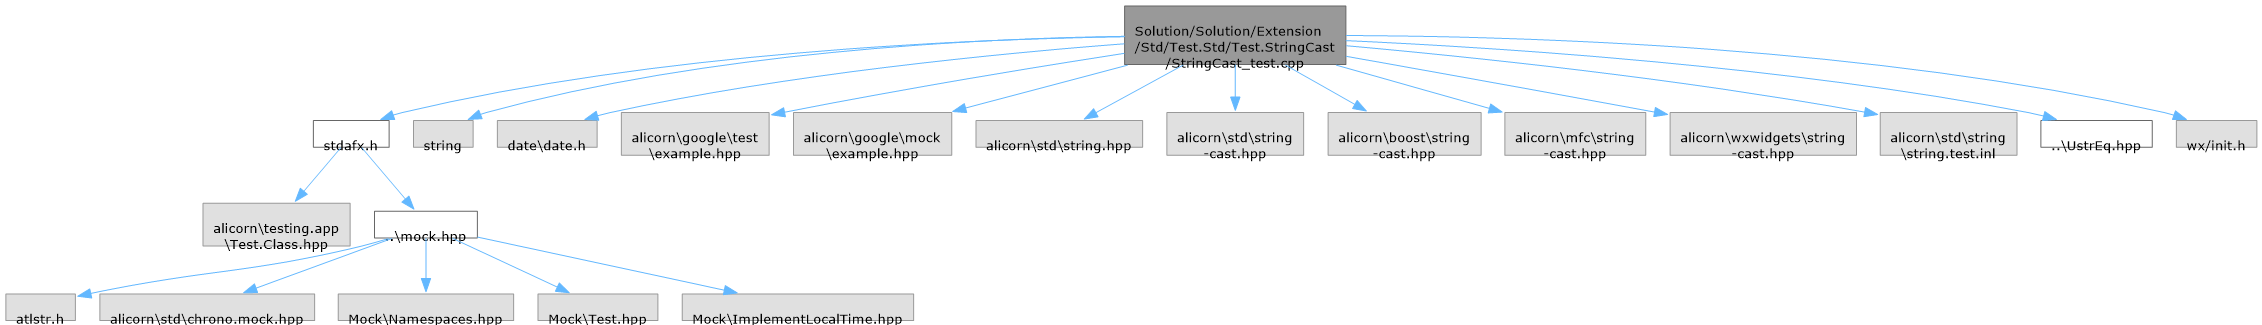 Solution/Solution/Extension
/Std/Test.Std/Test.StringCast
/StringCast_test.cpp
stdafx.h
string
date\date.h
alicorn\google\test
\example.hpp
alicorn\google\mock
\example.hpp
alicorn\std\string.hpp
alicorn\std\string
-cast.hpp
alicorn\boost\string
-cast.hpp
alicorn\mfc\string
-cast.hpp
alicorn\wxwidgets\string
-cast.hpp
alicorn\std\string
\string.test.inl
..\UstrEq.hpp
wx/init.h
alicorn\testing.app
\Test.Class.hpp
..\mock.hpp
atlstr.h
alicorn\std\chrono.mock.hpp
Mock\Namespaces.hpp
Mock\Test.hpp
Mock\ImplementLocalTime.hpp